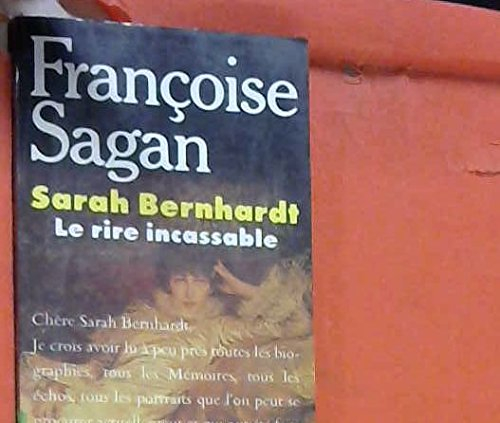 Françoise
Sagan
Sarah Bernhardt
Le rire incassable
Chère Sarah Bernhardt,
Je crois avoir lu à peu près toutes les bio-
graphies, tous les Mémoires, tous les
échos, tous les portraits que l'on peut se